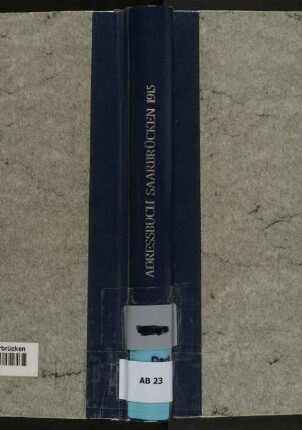 ADRESSBUCH SAARBRÜCKEN 1915
rbrücken
AB 23